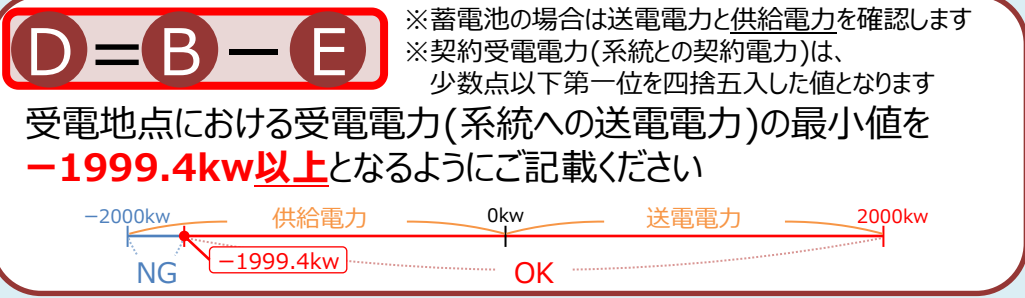 D=B－E
※蓄電池の場合は送電電力と供給電力を確認します
※契約受電電力(系統との契約電力)は、
少数点以下第一位を四捨五入した値となります
受電地点における受電電力(系統への送電電力)の最小値を
－1999.4kw以上となるようにご記載ください
－2000kw 供給電力 0kw 送電電力 2000kw
－1999.4kw
NG OK